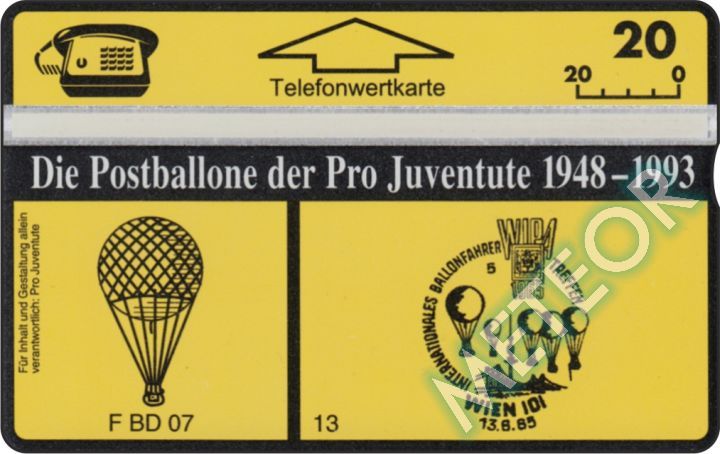 20
20 0
Telefonwertkarte
Die Postballone der Pro Juventute 1948–1993
Für Inhalt und Gestaltung allein
verantwortlich: Pro Juventute
F BD 07
13
INTERNATIONALES BALLONFAHRER TREFFEN
WIPA
5
WIEN 101
13.6.85
METEOR